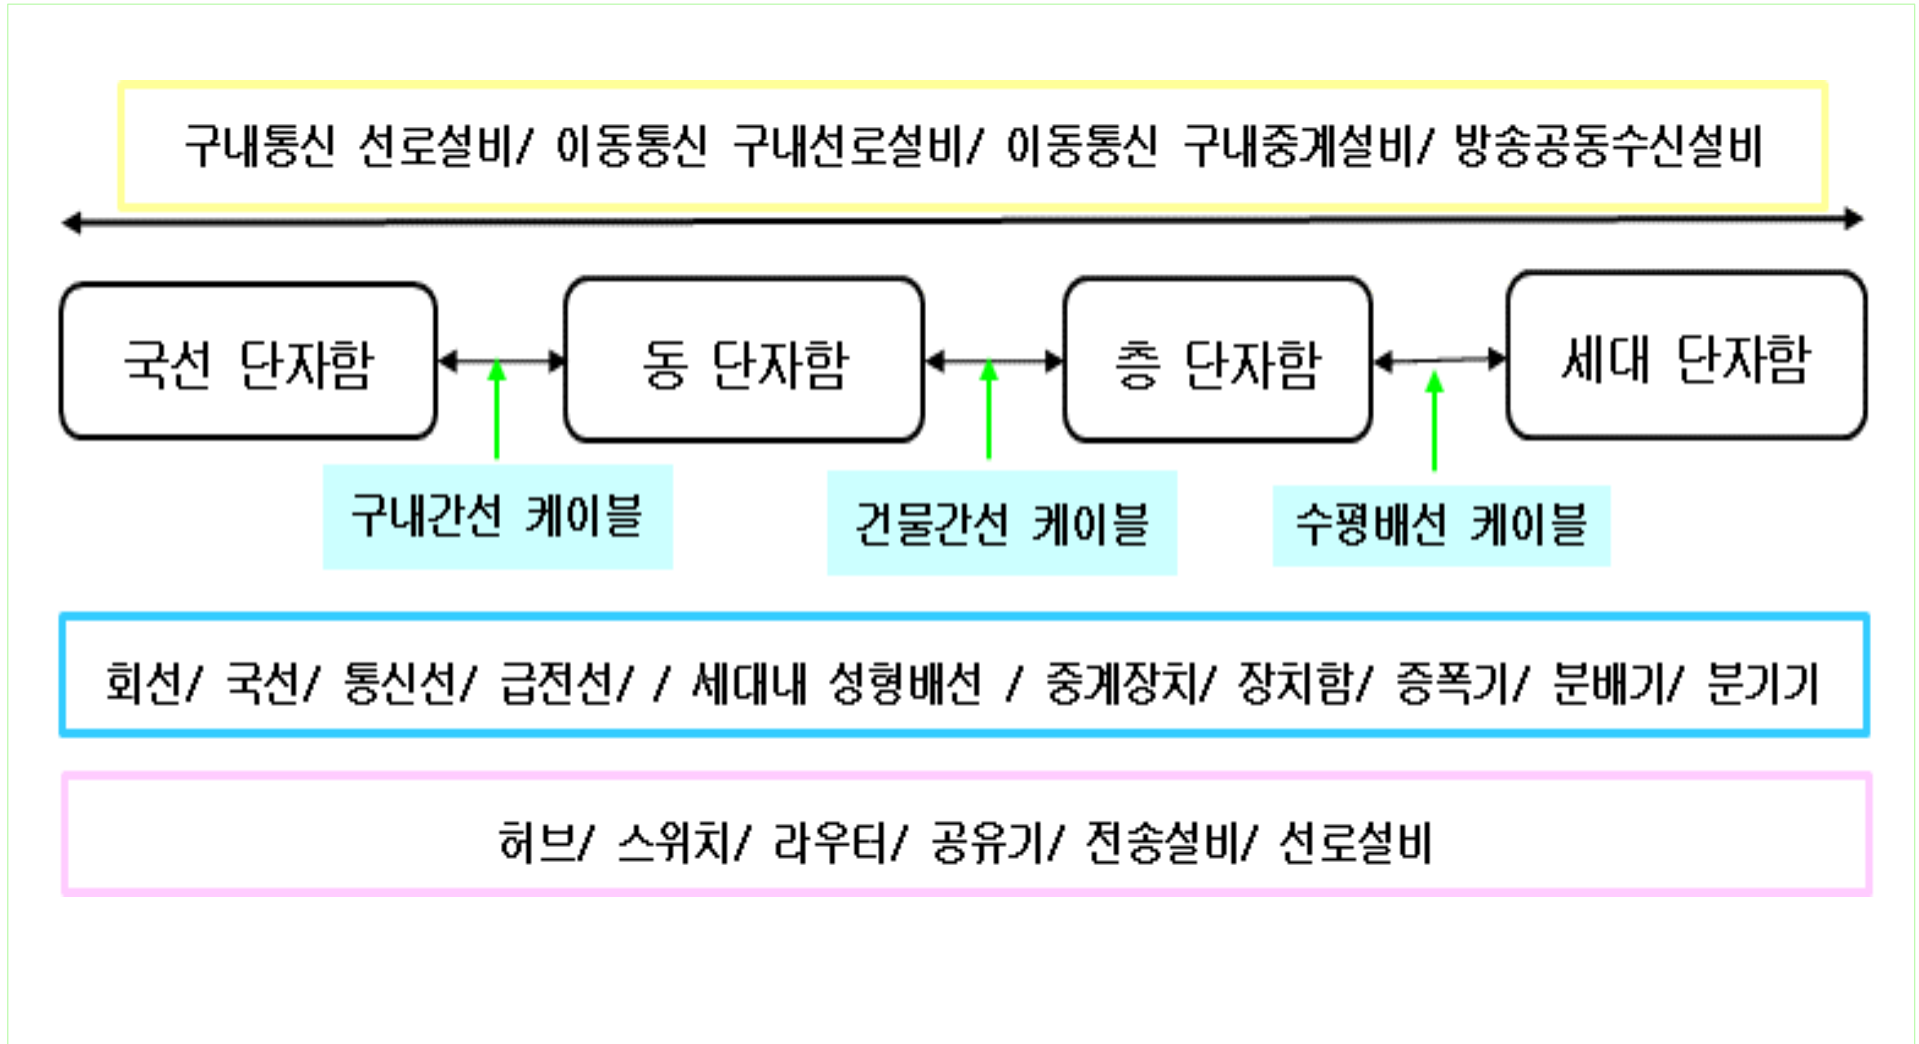 구내통신 선로설비/ 이동통신 구내선로설비/ 이동통신 구내중계설비/ 방송공동수신설비
국선 단자함
동 단자함
층 단자함
세대 단자함
구내간선 케이블
건물간선 케이블
수평배선 케이블
회선/ 국선/ 통신선/ 급전선/ / 세대내 성형배선 / 중계장치/ 장치함/ 증폭기/ 분배기/ 분기기
허브/ 스위치/ 라우터/ 공유기/ 전송설비/ 선로설비